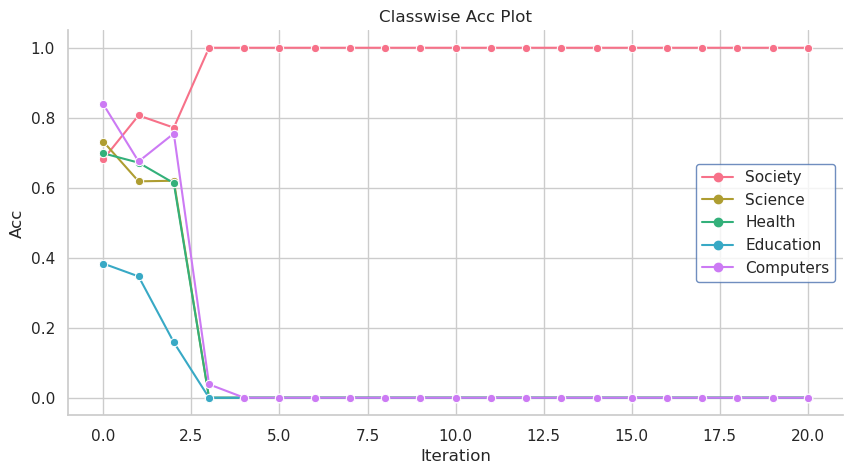 Classwise Acc Plot
1.0
0.8
0.6
0.4
0.2
0.0
Acc
Society
Science
Health
Education
Computers
0.0 2.5 5.0 7.5 10.0 12.5 15.0 17.5 20.0
Iteration